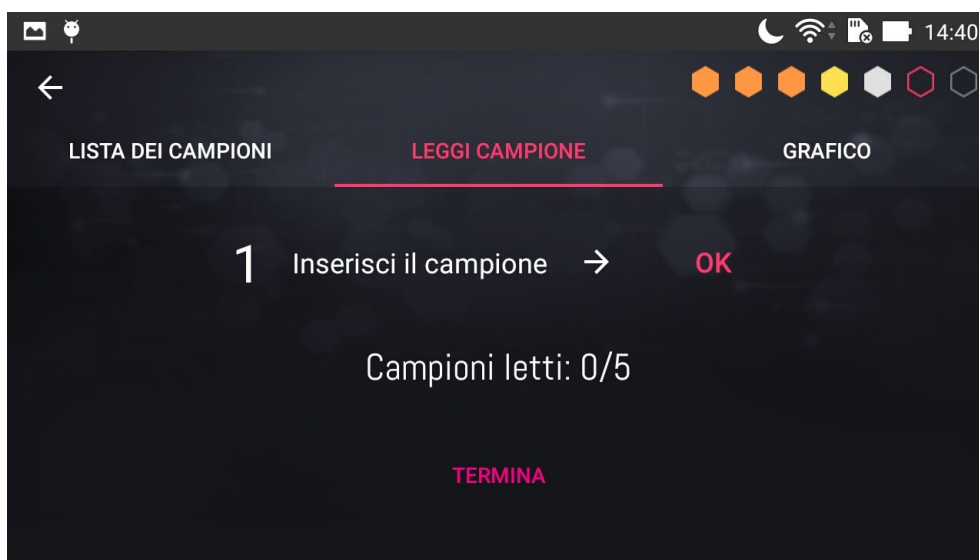 14:40
LISTA DEI CAMPIONI LEGGI CAMPIONE GRAFICO
1 Inserisci il campione → OK
Campioni letti: 0/5
TERMINA